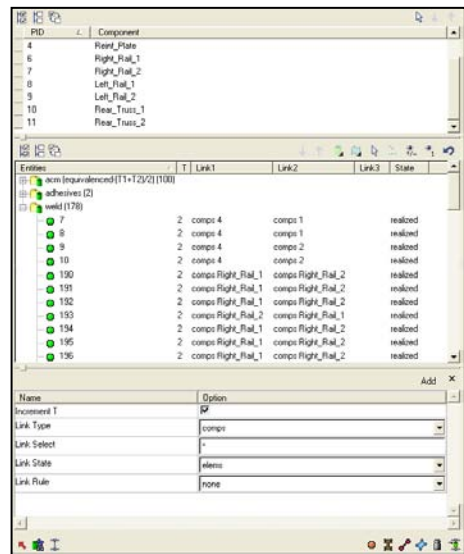 PID Component
4 Reinf_Plate
6 Right_Rail_1
7 Right_Rail_2
8 Left_Rail_1
9 Left_Rail_2
10 Rear_Truss_1
11 Rear_Truss_2
Entities T Link1 Link2 Link3 State
acm (equivalenced-(T1+T2)/2) (100)
adhesives (2)
weld (178)
7 2 comps 4 comps 1 realized
8 2 comps 4 comps 1 realized
9 2 comps 4 comps 2 realized
10 2 comps 4 comps 2 realized
190 2 comps Right_Rail_1 comps Right_Rail_2 realized
191 2 comps Right_Rail_1 comps Right_Rail_2 realized
192 2 comps Right_Rail_1 comps Right_Rail_2 realized
193 2 comps Right_Rail_2 comps Right_Rail_1 realized
194 2 comps Right_Rail_1 comps Right_Rail_2 realized
195 2 comps Right_Rail_1 comps Right_Rail_2 realized
196 2 comps Right_Rail_1 comps Right_Rail_2 realized
Add
Name Option
Increment T
Link Type comps
Link Select
Link State elems
Link Rule none